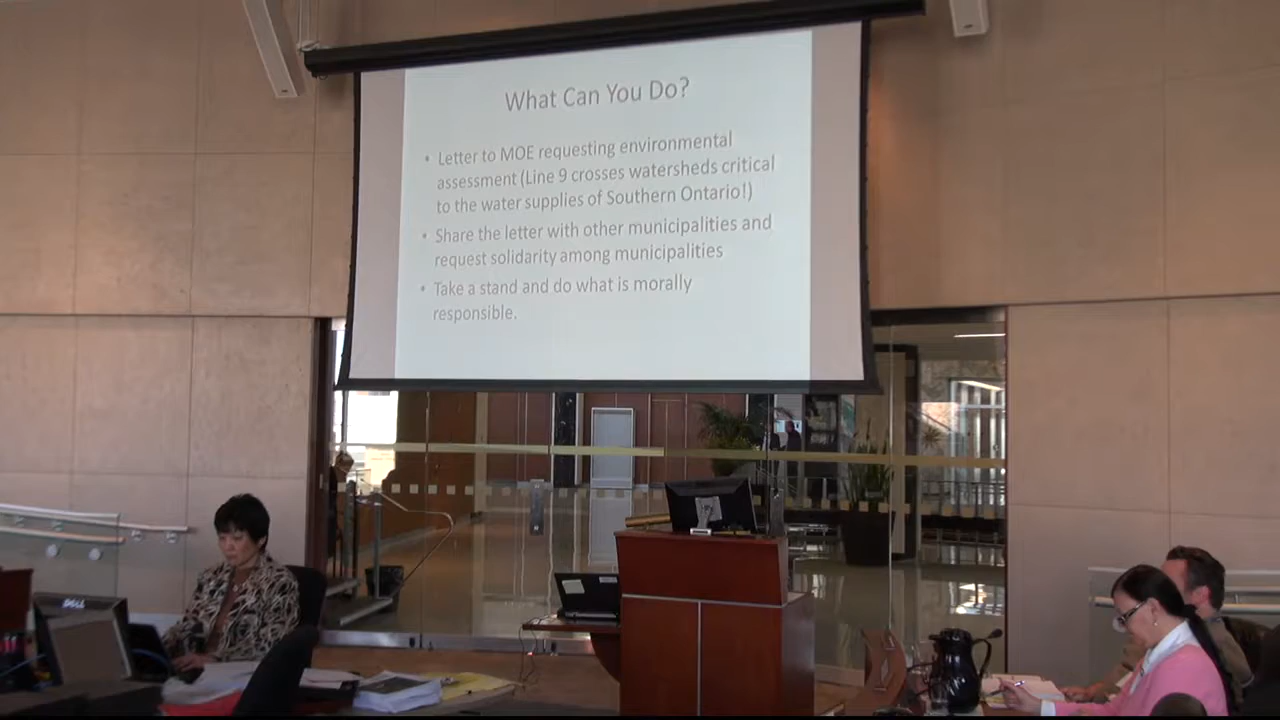 What Can You Do?
• Letter to MOE requesting environmental
assessment (Line 9 crosses watersheds critical
to the water supplies of Southern Ontario!)
• Share the letter with other municipalities and
request solidarity among municipalities
• Take a stand and do what is morally
responsible.
DELL